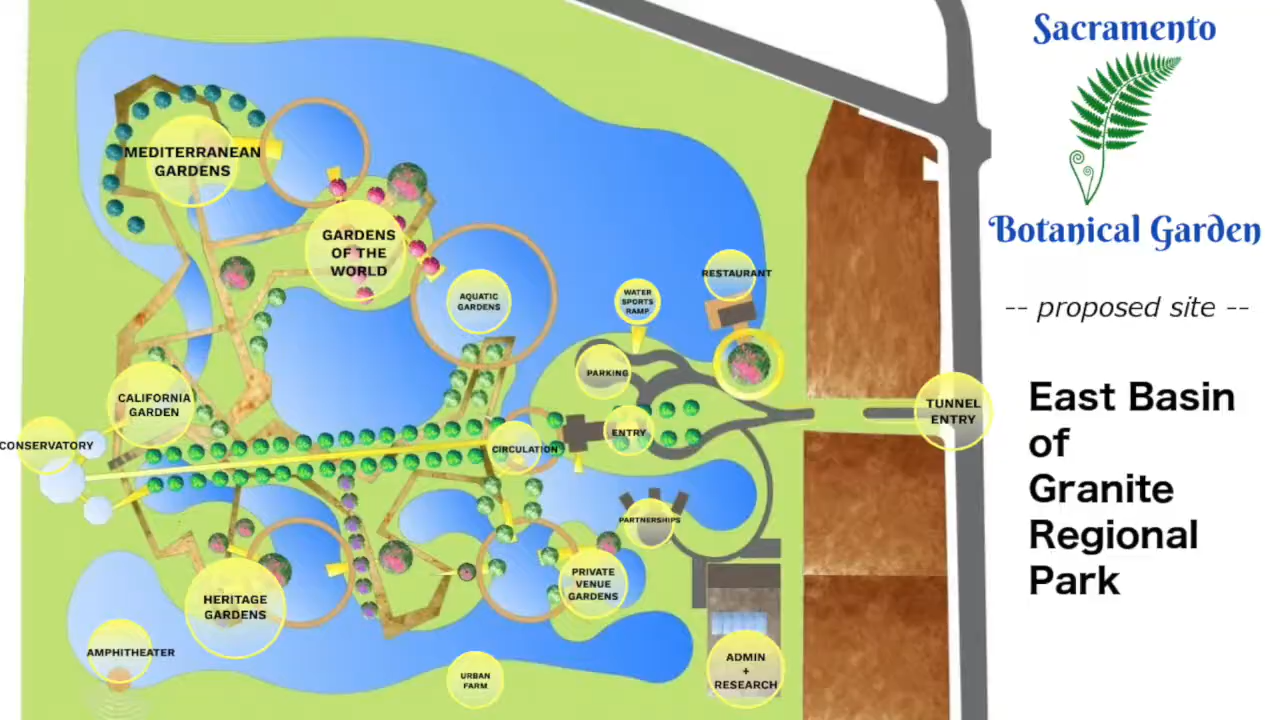 Sacramento
Botanical Garden
-- proposed site --
East Basin
of
Granite
Regional
Park
MEDITERRANEAN
GARDENS
GARDENS
OF THE
WORLD
AQUATIC
GARDENS
WATER
SPORTS
RAMP
RESTAURANT
PARKING
CALIFORNIA
GARDEN
CONSERVATORY
CIRCULATION
ENTRY
TUNNEL
ENTRY
PARTNERSHIPS
PRIVATE
VENUE
GARDENS
HERITAGE
GARDENS
AMPHITHEATER
URBAN
FARM
ADMIN
+
RESEARCH